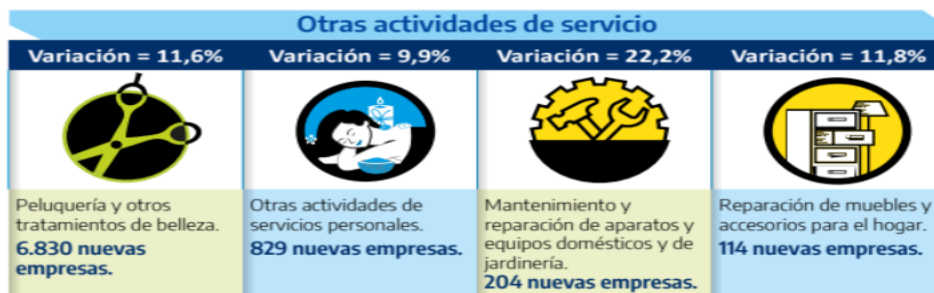 Otras actividades de servicio
Variación = 11,6%
Variación = 9,9%
Variación = 22,2%
Variación = 11,8%
Peluquería y otros
tratamientos de belleza.
6.830 nuevas
empresas.
Otras actividades de
servicios personales.
829 nuevas empresas.
Mantenimiento y
reparación de aparatos y
equipos domésticos y de
jardinería.
204 nuevas empresas.
Reparación de muebles y
accesorios para el hogar.
114 nuevas empresas.